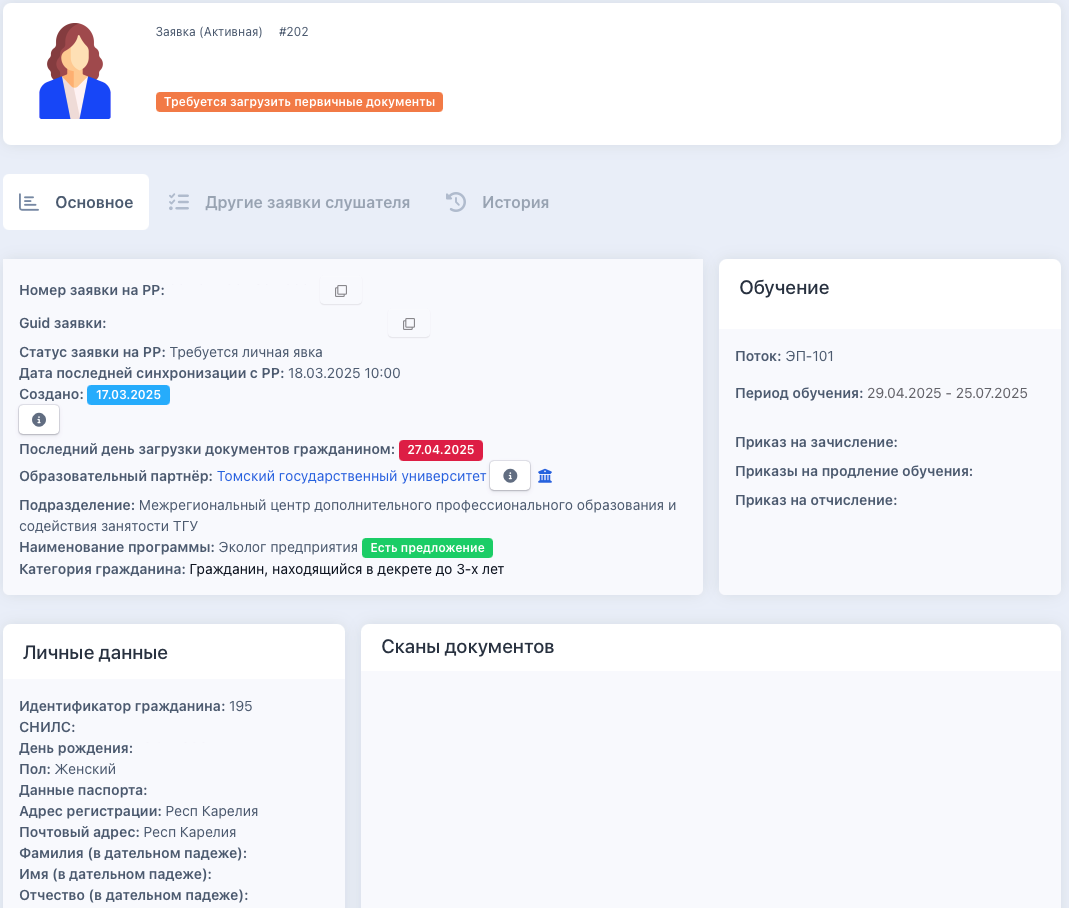 Заявка (Активная) #202
Требуется загрузить первичные документы
Основное
Другие заявки слушателя
История
Номер заявки на РР:
Guid заявки:
Статус заявки на РР: Требуется личная явка
Дата последней синхронизации с РР: 18.03.2025 10:00
Создано: 17.03.2025
Последний день загрузки документов гражданином: 27.04.2025
Образовательный партнёр: Томский государственный университет
Подразделение: Межрегиональный центр дополнительного профессионального образования и
содействия занятости ТГУ
Наименование программы: Эколог предприятия Есть предложение
Категория гражданина: Гражданин, находящийся в декрете до 3-х лет
Обучение
Поток: ЭП-101
Период обучения: 29.04.2025 - 25.07.2025
Приказ на зачисление:
Приказы на продление обучения:
Приказ на отчисление:
Личные данные
Идентификатор гражданина: 195
СНИЛС:
День рождения:
Пол: Женский
Данные паспорта:
Адрес регистрации: Респ Карелия
Почтовый адрес: Респ Карелия
Фамилия (в дательном падеже):
Имя (в дательном падеже):
Отчество (в дательном падеже):
Сканы документов